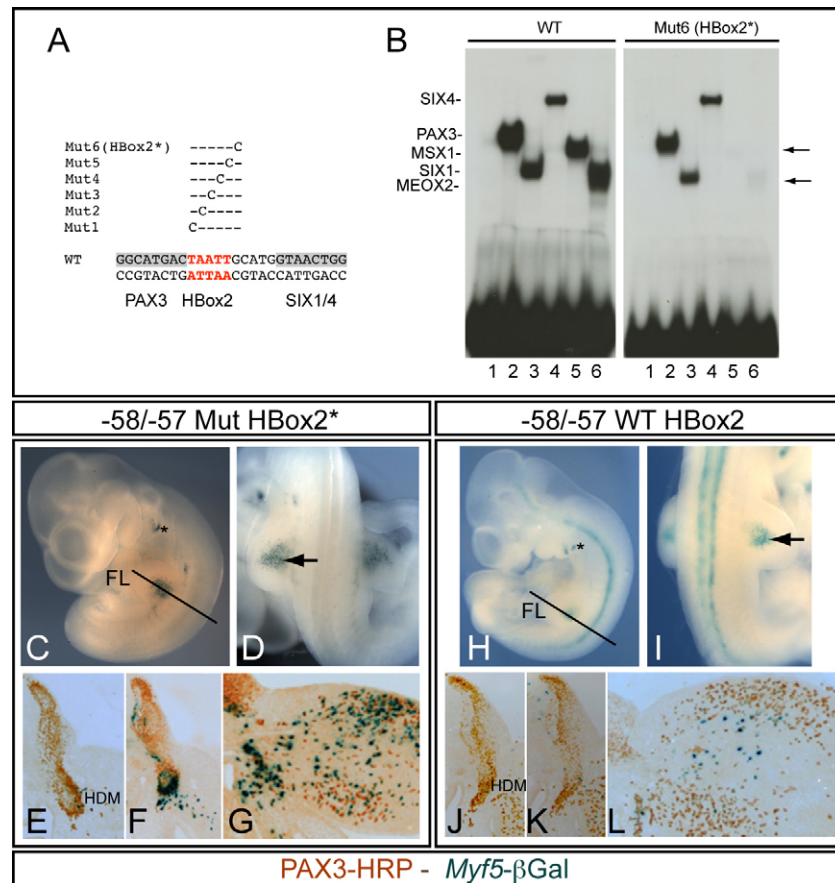 A
Mut6(HBox2*) -----C
Mut5 ----C-
Mut4 ---C--
Mut3 --C---
Mut2 -C----
Mut1 C-----
WT GGCATGACTAATTGCATGGTAACTGG
CCGTACTGATTAACGTACCATTGACC
PAX3 HBox2 SIX1/4
B
WT Mut6 (HBox2*)
SIX4-
PAX3-
MSX1-
SIX1-
MEOX2-
1 2 3 4 5 6 1 2 3 4 5 6
-58/-57 Mut HBox2*
-58/-57 WT HBox2
*
FL
C
D
*
FL
H
I
HDM
E
F
G
HDM
J
K
L
PAX3-HRP - Myf5-βGal